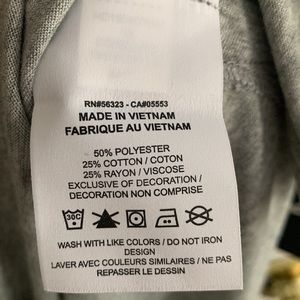 RN#56323 - CA#05553
MADE IN VIETNAM
FABRIQUE AU VIETNAM
50% POLYESTER
25% COTTON / COTON
25% RAYON / VISCOSE
EXCLUSIVE OF DECORATION /
DECORATION NON COMPRISE
30C
WASH WITH LIKE COLORS / DO NOT IRON
DESIGN
LAVER AVEC COULEURS SIMILAIRES / NE PAS
REPASSER LE DESSIN